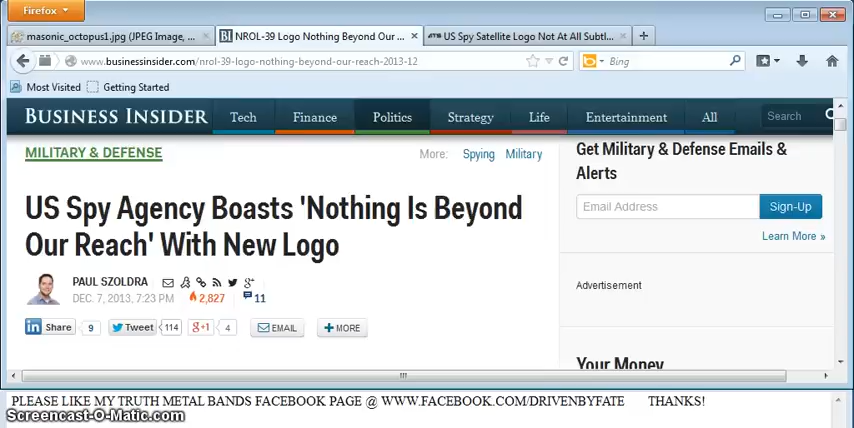 Firefox
masonic_octopus1.jpg (JPEG Image, ...
NROL-39 Logo Nothing Beyond Our ...
US Spy Satellite Logo Not At All Subtl...
www.businessinsider.com/nrol-39-logo-nothing-beyond-our-reach-2013-12
Bing
Most Visited
Getting Started
BUSINESS INSIDER
Tech
Finance
Politics
Strategy
Life
Entertainment
All
Search
MILITARY & DEFENSE
More: Spying Military
US Spy Agency Boasts 'Nothing Is Beyond
Our Reach' With New Logo
PAUL SZOLDRA
DEC. 7, 2013, 7:23 PM
2,827
11
in Share 9
Tweet 114
g+1 4
EMAIL
+ MORE
Get Military & Defense Emails &
Alerts
Email Address
Sign-Up
Learn More »
Advertisement
Your Money
PLEASE LIKE MY TRUTH METAL BANDS FACEBOOK PAGE @ WWW.FACEBOOK.COM/DRIVENBYFATE THANKS!
Screencast-O-Matic.com